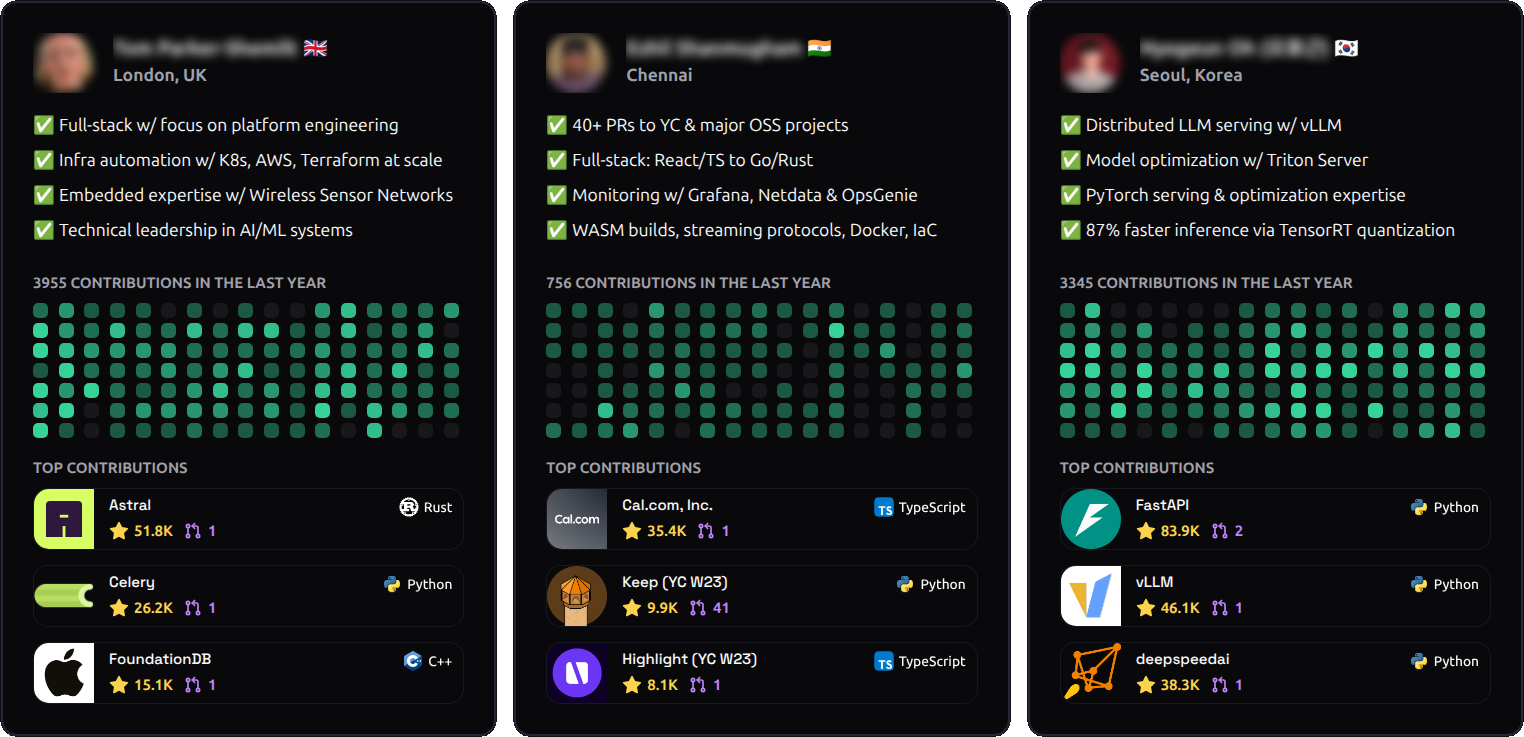 London, UK
✅ Full-stack w/ focus on platform engineering
✅ Infra automation w/ K8s, AWS, Terraform at scale
✅ Embedded expertise w/ Wireless Sensor Networks
✅ Technical leadership in AI/ML systems
3955 CONTRIBUTIONS IN THE LAST YEAR
TOP CONTRIBUTIONS
Astral
Rust
51.8K 1
Celery
Python
26.2K 1
FoundationDB
C++
15.1K 1
Chennai
✅ 40+ PRs to YC & major OSS projects
✅ Full-stack: React/TS to Go/Rust
✅ Monitoring w/ Grafana, Netdata & OpsGenie
✅ WASM builds, streaming protocols, Docker, IaC
756 CONTRIBUTIONS IN THE LAST YEAR
TOP CONTRIBUTIONS
Cal.com
Cal.com, Inc.
TS TypeScript
35.4K 1
Keep (YC W23)
Python
9.9K 41
Highlight (YC W23)
TS TypeScript
8.1K 1
Seoul, Korea
✅ Distributed LLM serving w/ vLLM
✅ Model optimization w/ Triton Server
✅ PyTorch serving & optimization expertise
✅ 87% faster inference via TensorRT quantization
3345 CONTRIBUTIONS IN THE LAST YEAR
TOP CONTRIBUTIONS
FastAPI
Python
83.9K 2
vLLM
Python
46.1K 1
deepspeedai
Python
38.3K 1